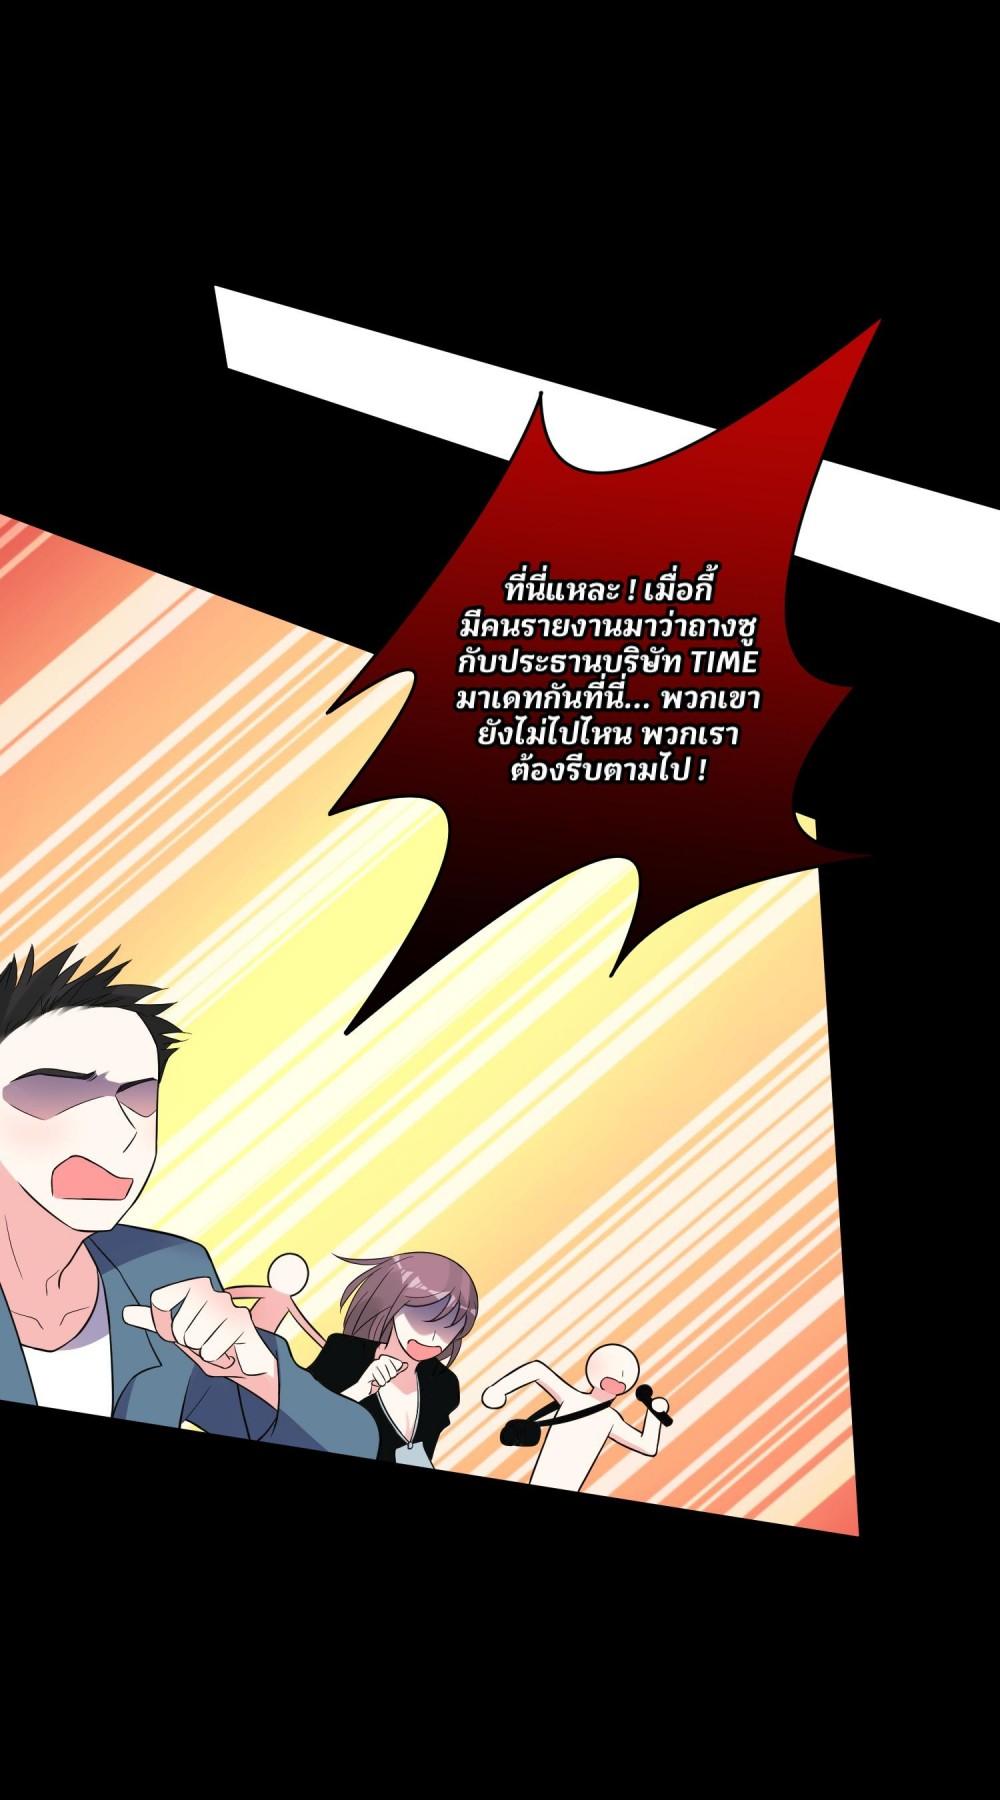 ที่นี่แหละ ! เมื่อกี้
มีคนรายงานมาว่าถางซู
กับประธานบริษัท TIME
มาเดทกันที่นี่... พวกเขา
ยังไม่ไปไหน พวกเรา
ต้องรีบตามไป !